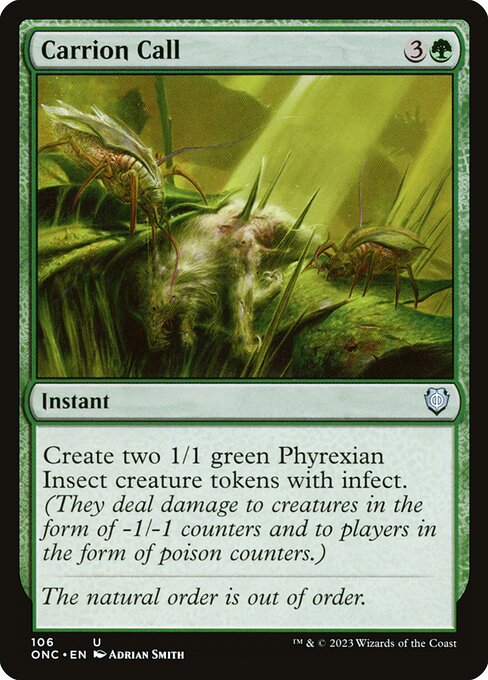 Carrion Call 3
Instant
Create two 1/1 green Phyrexian
Insect creature tokens with infect.
(They deal damage to creatures in the
form of -1/-1 counters and to players in
the form of poison counters.)
The natural order is out of order.
106 U
ONC • EN Adrian Smith
™ & © 2023 Wizards of the Coast